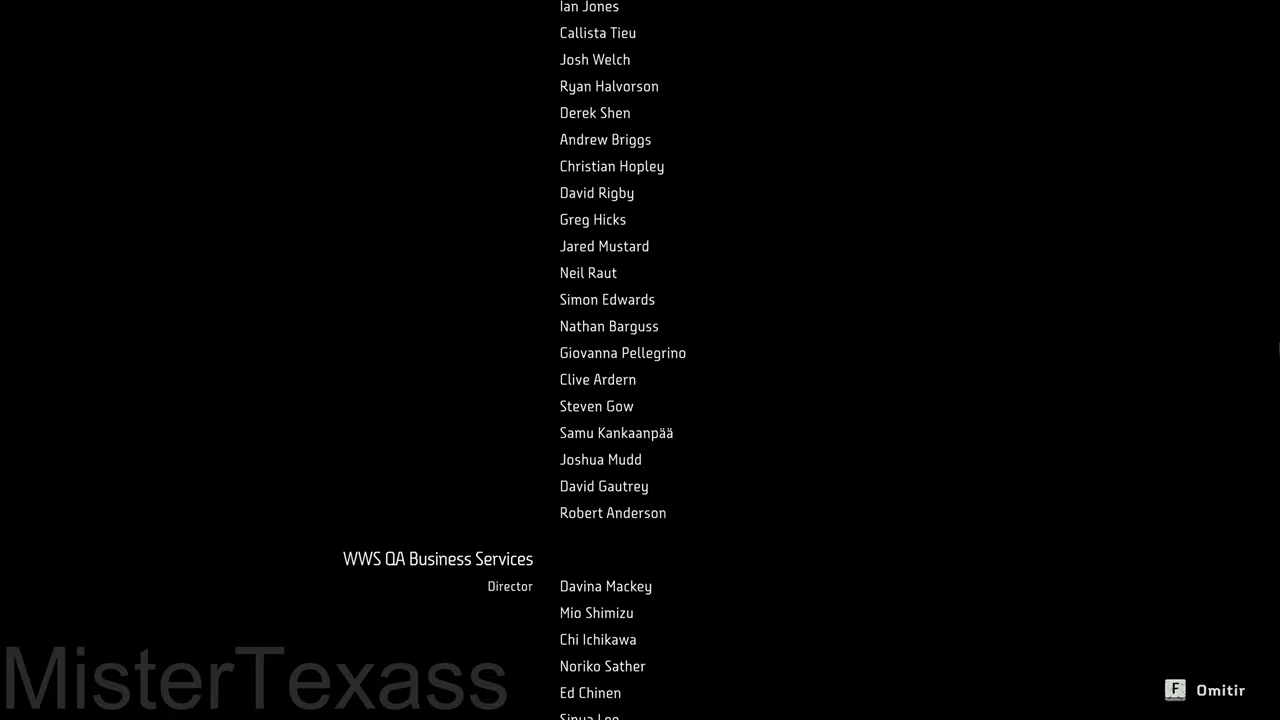 Ian Jones
Callista Tieu
Josh Welch
Ryan Halvorson
Derek Shen
Andrew Briggs
Christian Hopley
David Rigby
Greg Hicks
Jared Mustard
Neil Raut
Simon Edwards
Nathan Barguss
Giovanna Pellegrino
Clive Ardern
Steven Gow
Samu Kankaanpää
Joshua Mudd
David Gautrey
Robert Anderson
WWS QA Business Services
Director Davina Mackey
Mio Shimizu
Chi Ichikawa
Noriko Sather
Ed Chinen
MisterTexass
F Omitir